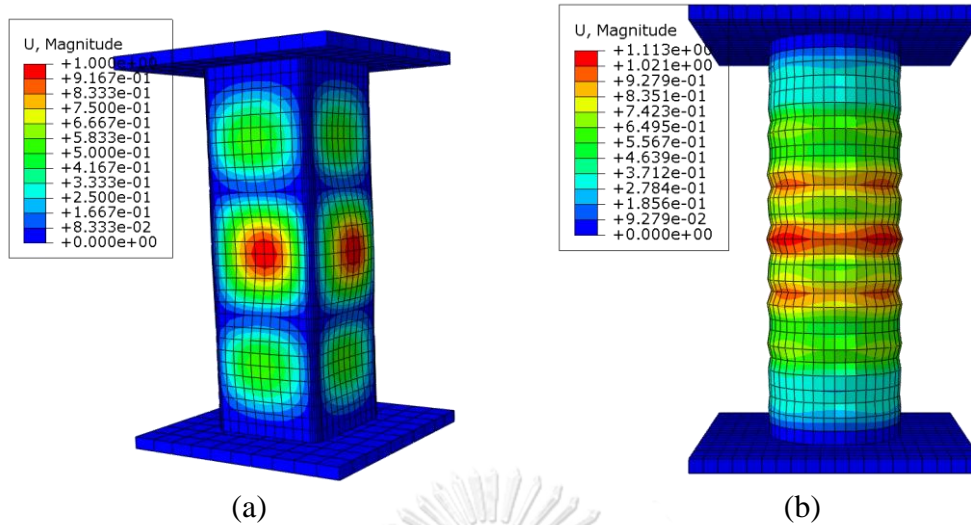 U, Magnitude
+1.000e+00
+9.167e-01
+8.333e-01
+7.500e-01
+6.667e-01
+5.833e-01
+5.000e-01
+4.167e-01
+3.333e-01
+2.500e-01
+1.667e-01
+8.333e-02
+0.000e+00
U, Magnitude
+1.113e+00
+1.021e+00
+9.279e-01
+8.351e-01
+7.423e-01
+6.495e-01
+5.567e-01
+4.639e-01
+3.712e-01
+2.784e-01
+1.856e-01
+9.279e-02
+0.000e+00
(a)
(b)